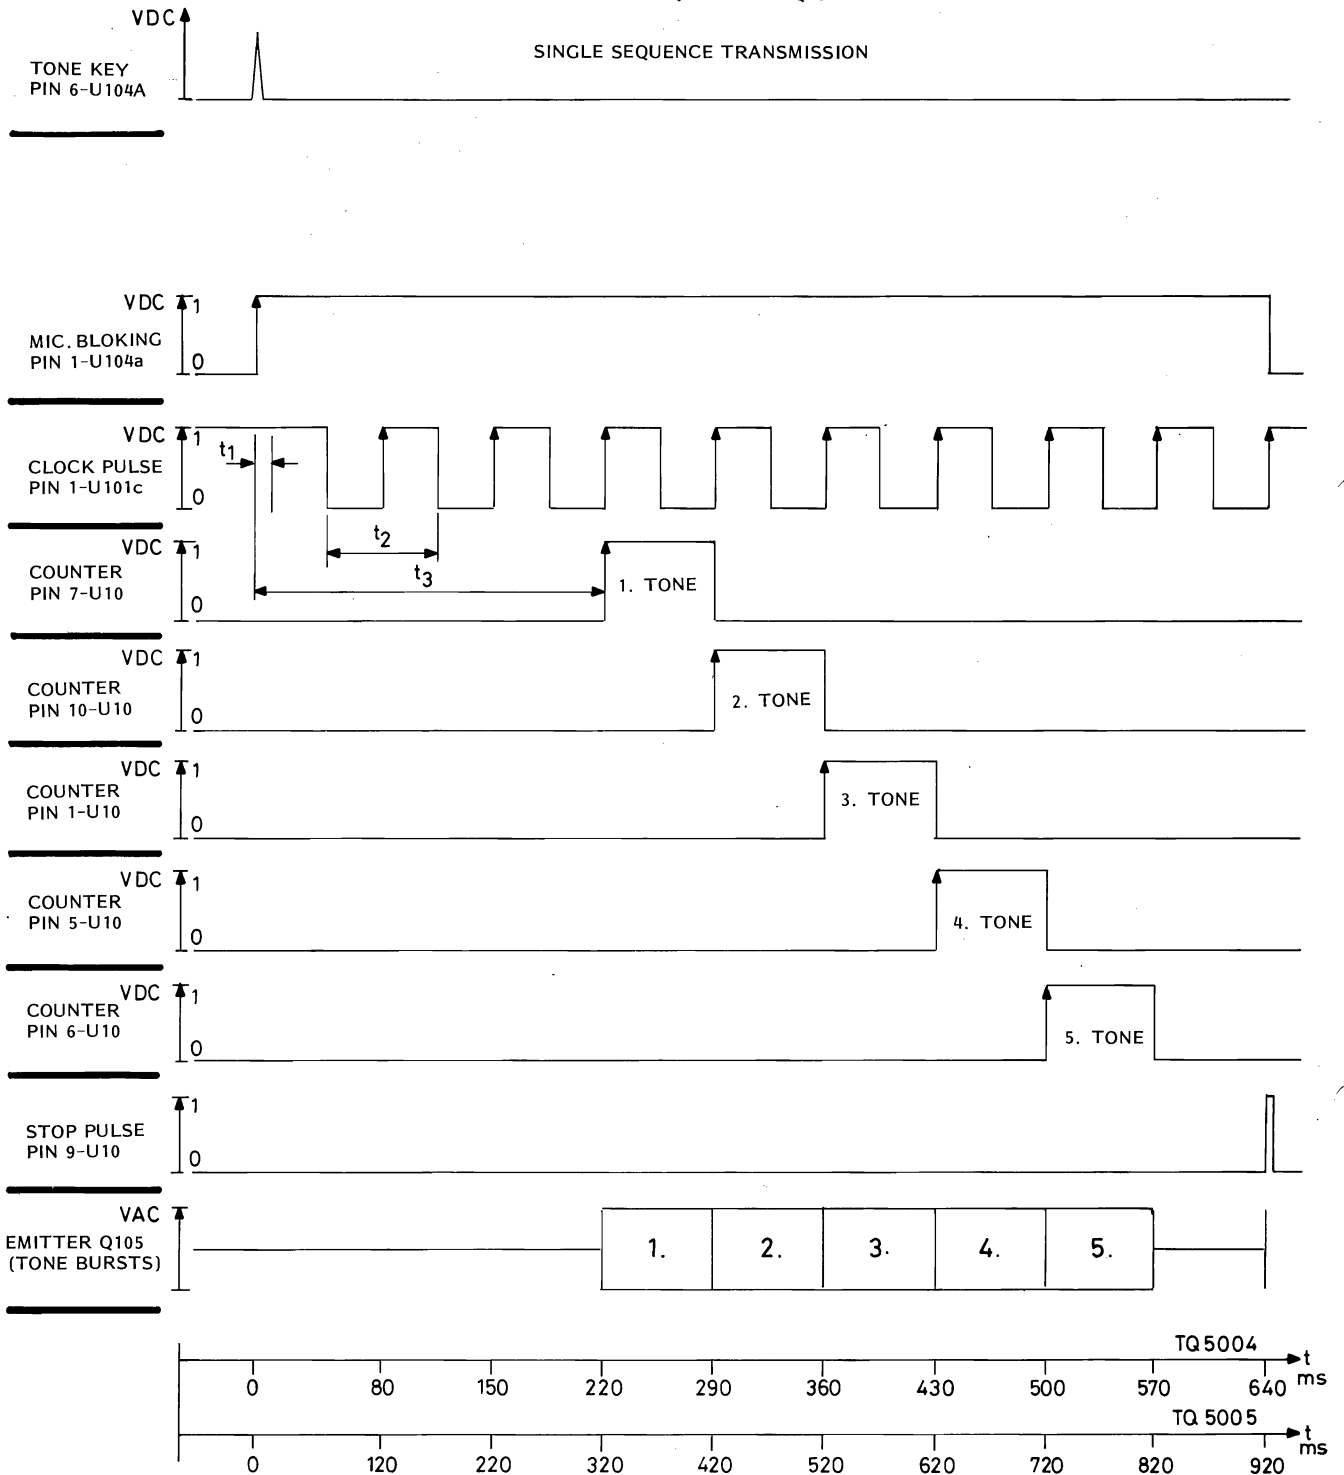 VDC
SINGLE SEQUENCE TRANSMISSION
TONE KEY
PIN 6-U104A
VDC 1
MIC. BLOKING
PIN 1-U104a
0
VDC 1
t1
CLOCK PULSE
PIN 1-U101c
0
t2
VDC 1
t3
COUNTER
PIN 7-U10
1. TONE
0
VDC 1
COUNTER
PIN 10-U10
2. TONE
0
VDC 1
COUNTER
PIN 1-U10
3. TONE
0
VDC 1
COUNTER
PIN 5-U10
4. TONE
0
VDC 1
COUNTER
PIN 6-U10
5. TONE
0
1
STOP PULSE
PIN 9-U10
0
VAC
EMITTER Q105
(TONE BURSTS)
1. 2. 3. 4. 5.
TQ5004
t
ms
0 80 150 220 290 360 430 500 570 640
TQ 5005
t
ms
0 120 220 320 420 520 620 720 820 920